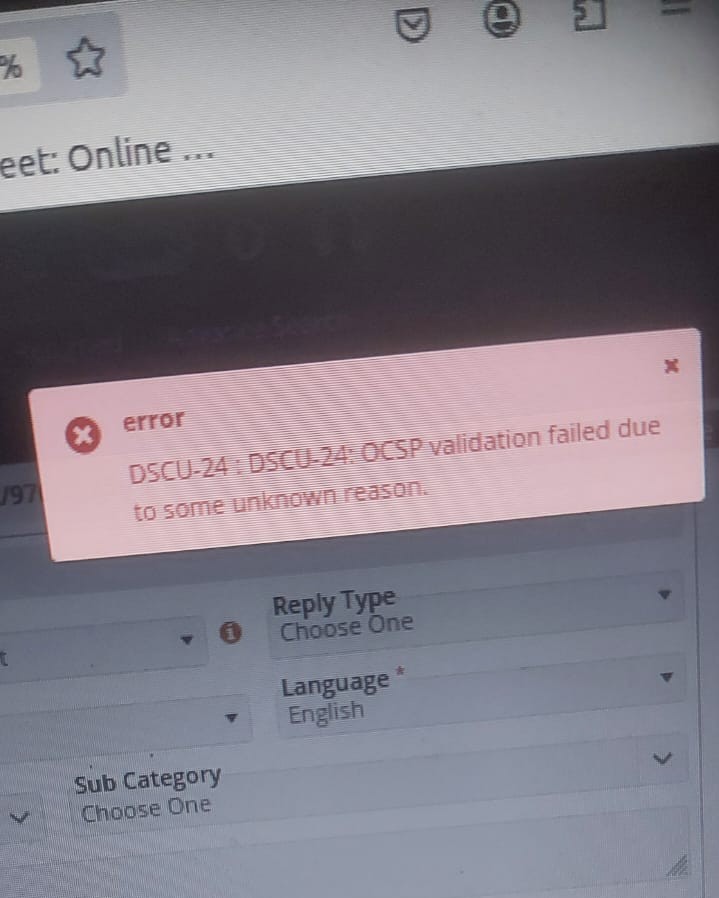 %
eet: Online ...
error
DSCU-24 : DSCU-24: OCSP validation failed due
to some unknown reason.
/97
Reply Type
Choose One
t
Language *
English
Sub Category
Choose One